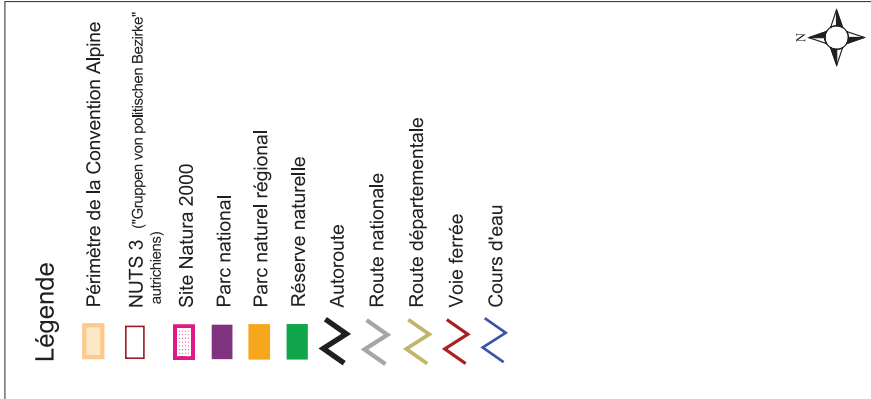 Légende
Périmètre de la Convention Alpine
NUTS 3 ("Gruppen von politischen Bezirke"
autrichiens)
Site Natura 2000
Parc national
Parc naturel régional
Réserve naturelle
Autoroute
Route nationale
Route départementale
Voie ferrée
Cours d'eau
N